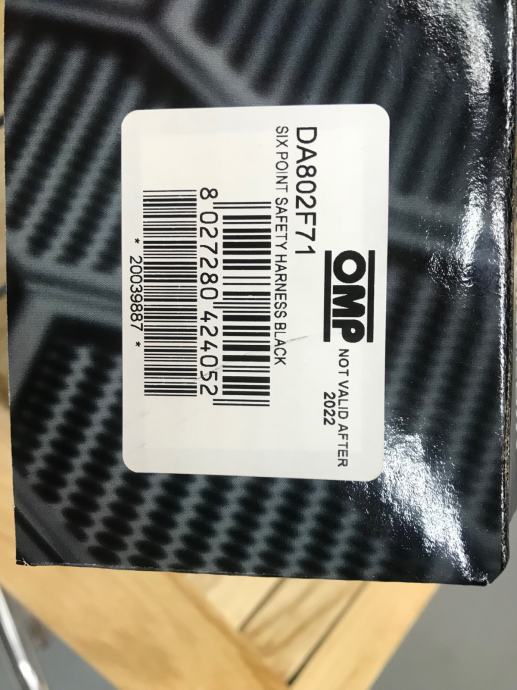 OMP
NOT VALID AFTER
2022
DA802F71
SIX POINT SAFETY HARNESS BLACK
8 027280 424052
* 20039887 *